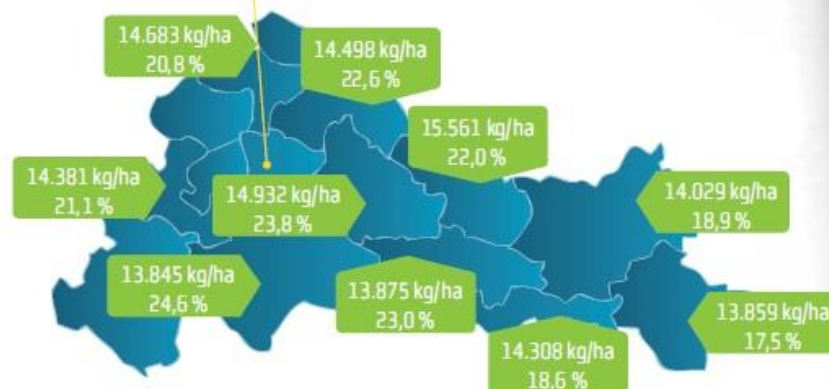 14.683 kg/ha
20,8 %
14.498 kg/ha
22,6 %
15.561 kg/ha
22,0 %
14.381 kg/ha
21,1 %
14.932 kg/ha
23,8 %
14.029 kg/ha
18,9 %
13.845 kg/ha
24,6 %
13.875 kg/ha
23,0 %
13.859 kg/ha
17,5 %
14.308 kg/ha
18,6 %